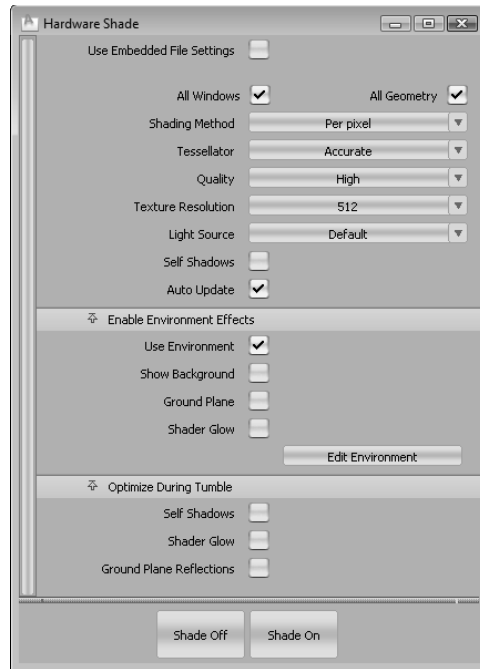 Hardware Shade
Use Embedded File Settings
All Windows All Geometry
Shading Method Per pixel
Tessellator Accurate
Quality High
Texture Resolution 512
Light Source Default
Self Shadows
Auto Update
Enable Environment Effects
Use Environment
Show Background
Ground Plane
Shader Glow
Edit Environment
Optimize During Tumble
Self Shadows
Shader Glow
Ground Plane Reflections
Shade Off Shade On